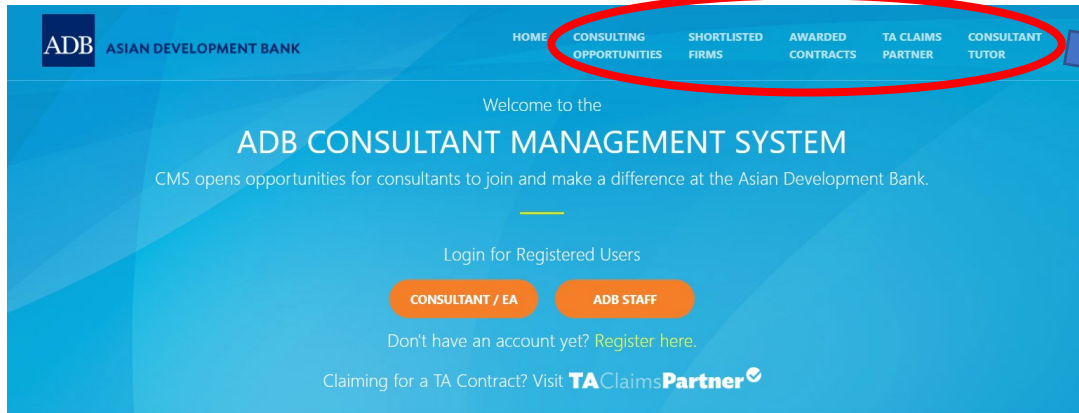 ADB ASIAN DEVELOPMENT BANK
HOME
CONSULTING
OPPORTUNITIES
SHORTLISTED
FIRMS
AWARDED
CONTRACTS
TA CLAIMS
PARTNER
CONSULTANT
TUTOR
Welcome to the
ADB CONSULTANT MANAGEMENT SYSTEM
CMS opens opportunities for consultants to join and make a difference at the Asian Development Bank.
Login for Registered Users
CONSULTANT / EA
ADB STAFF
Don't have an account yet? Register here.
Claiming for a TA Contract? Visit TAClaimsPartner